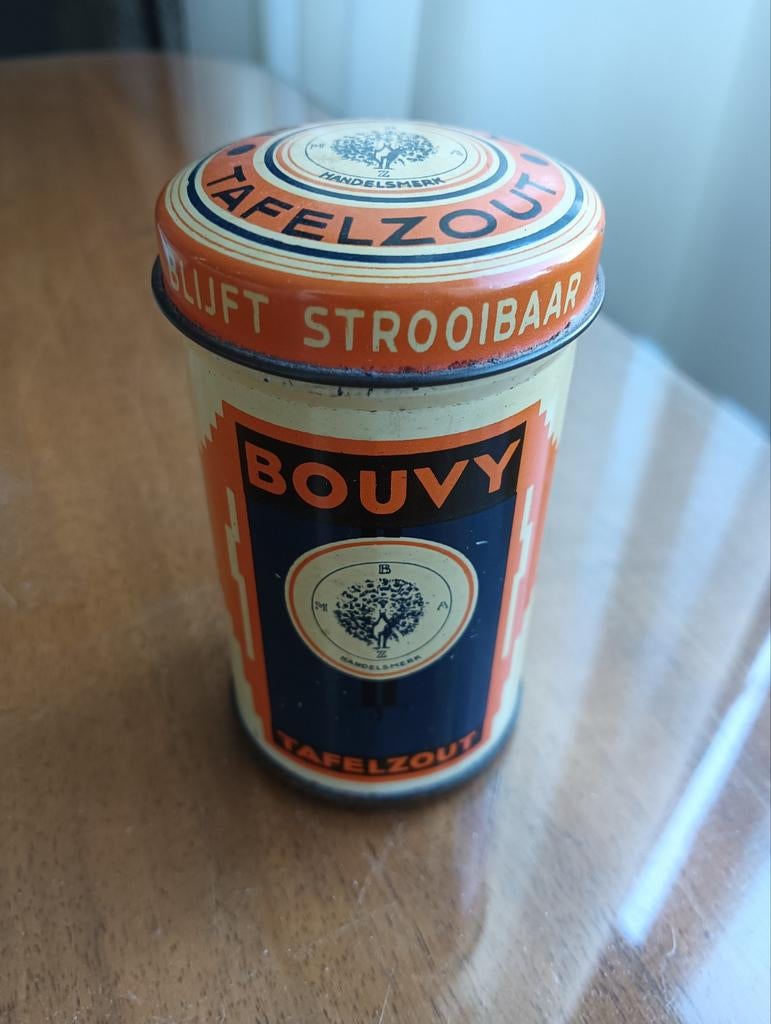 M A
Z
HANDELSMERK
TAFELZOUT
BLIJFT STROOIBAAR
BOUVY
B
M A
Z
HANDELSMERK
TAFELZOUT